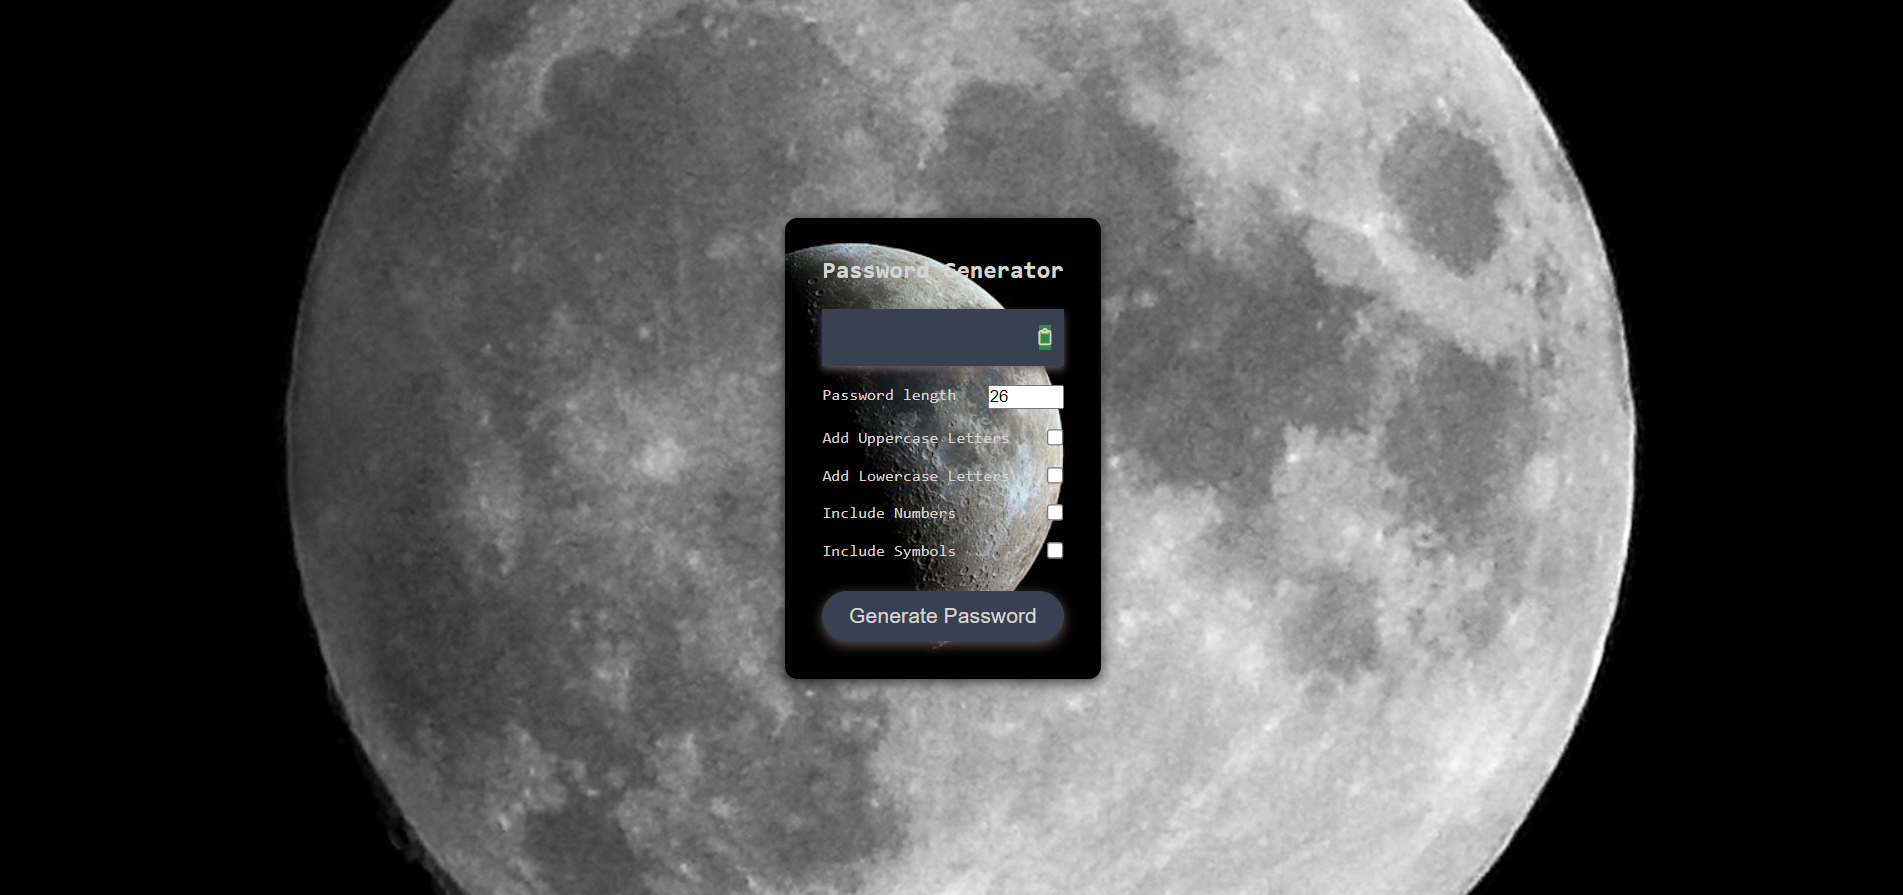 Password Generator
Password length 26
Add Uppercase Letters
Add Lowercase Letters
Include Numbers
Include Symbols
Generate Password